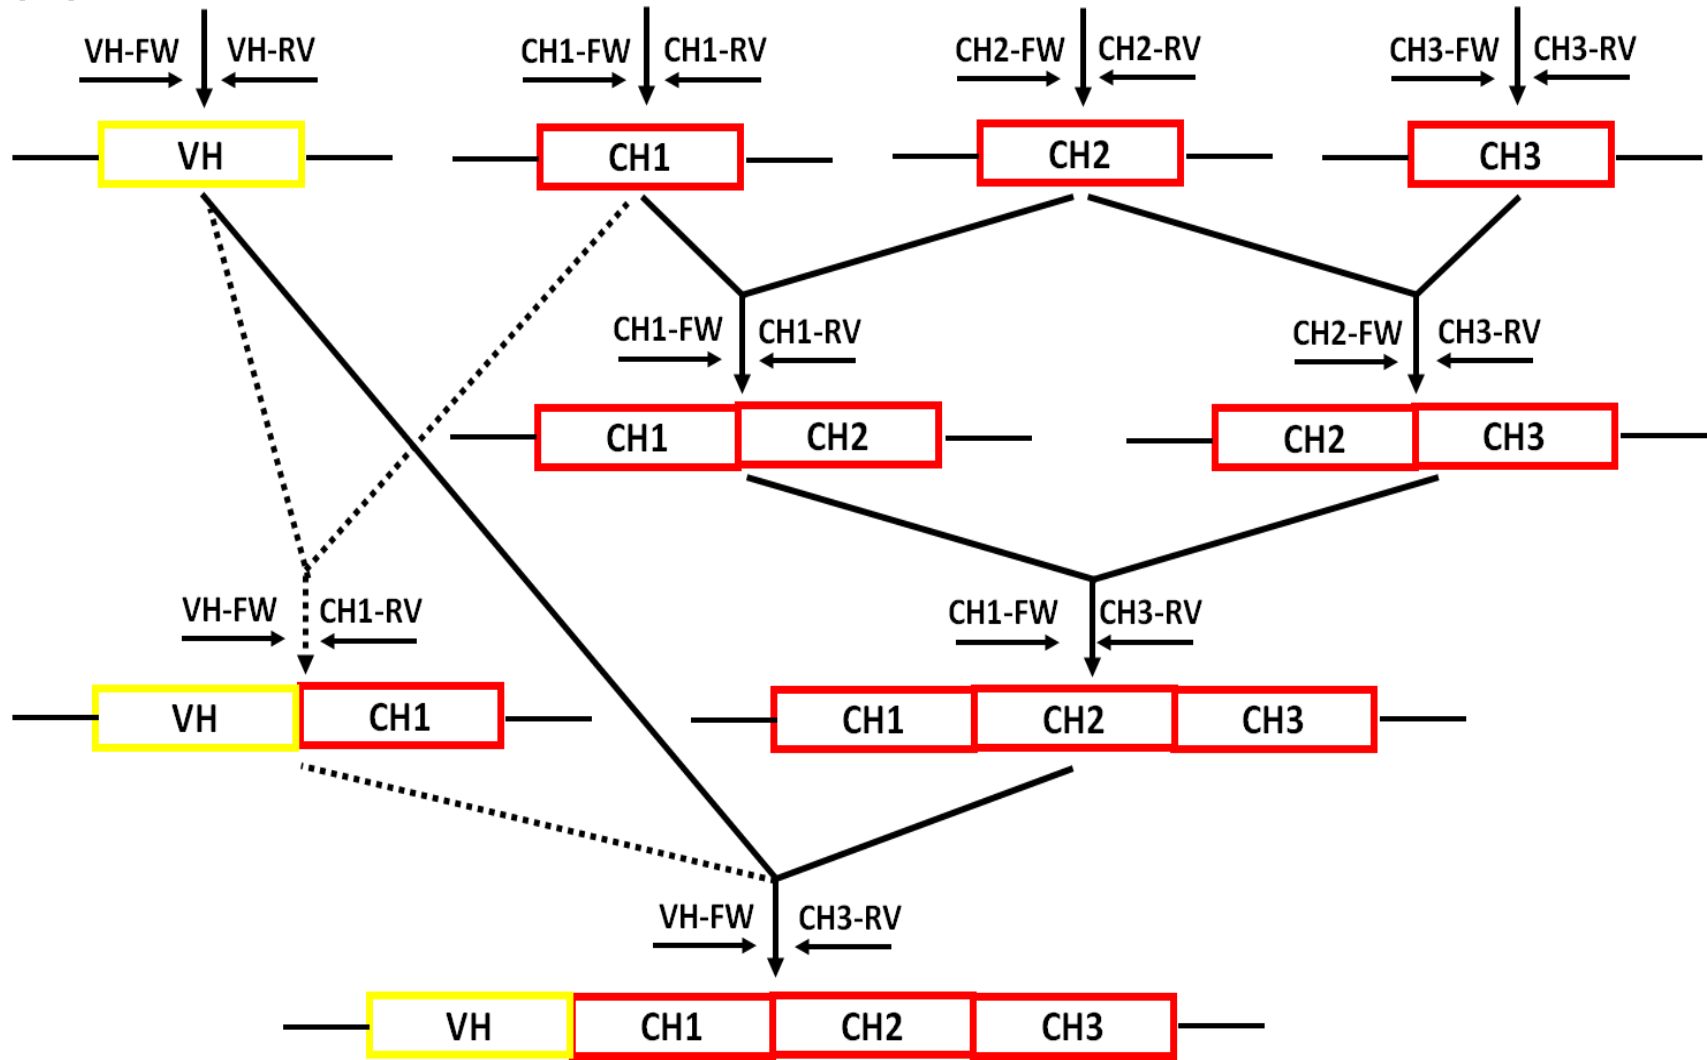 VH-FW VH-RV CH1-FW CH1-RV CH2-FW CH2-RV CH3-FW CH3-RV
VH CH1 CH2 CH3
CH1-FW CH1-RV CH2-FW CH3-RV
CH1 CH2 CH2 CH3
VH-FW CH1-RV CH1-FW CH3-RV
VH CH1 CH1 CH2 CH3
VH-FW CH3-RV
VH CH1 CH2 CH3